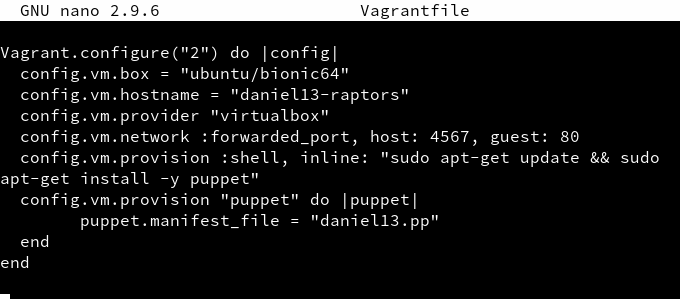 GNU nano 2.9.6 Vagrantfile
Vagrant.configure("2") do |config|
config.vm.box = "ubuntu/bionic64"
config.vm.hostname = "daniel13-raptors"
config.vm.provider "virtualbox"
config.vm.network :forwarded_port, host: 4567, guest: 80
config.vm.provision :shell, inline: "sudo apt-get update && sudo
apt-get install -y puppet"
config.vm.provision "puppet" do |puppet|
puppet.manifest_file = "daniel13.pp"
end
end